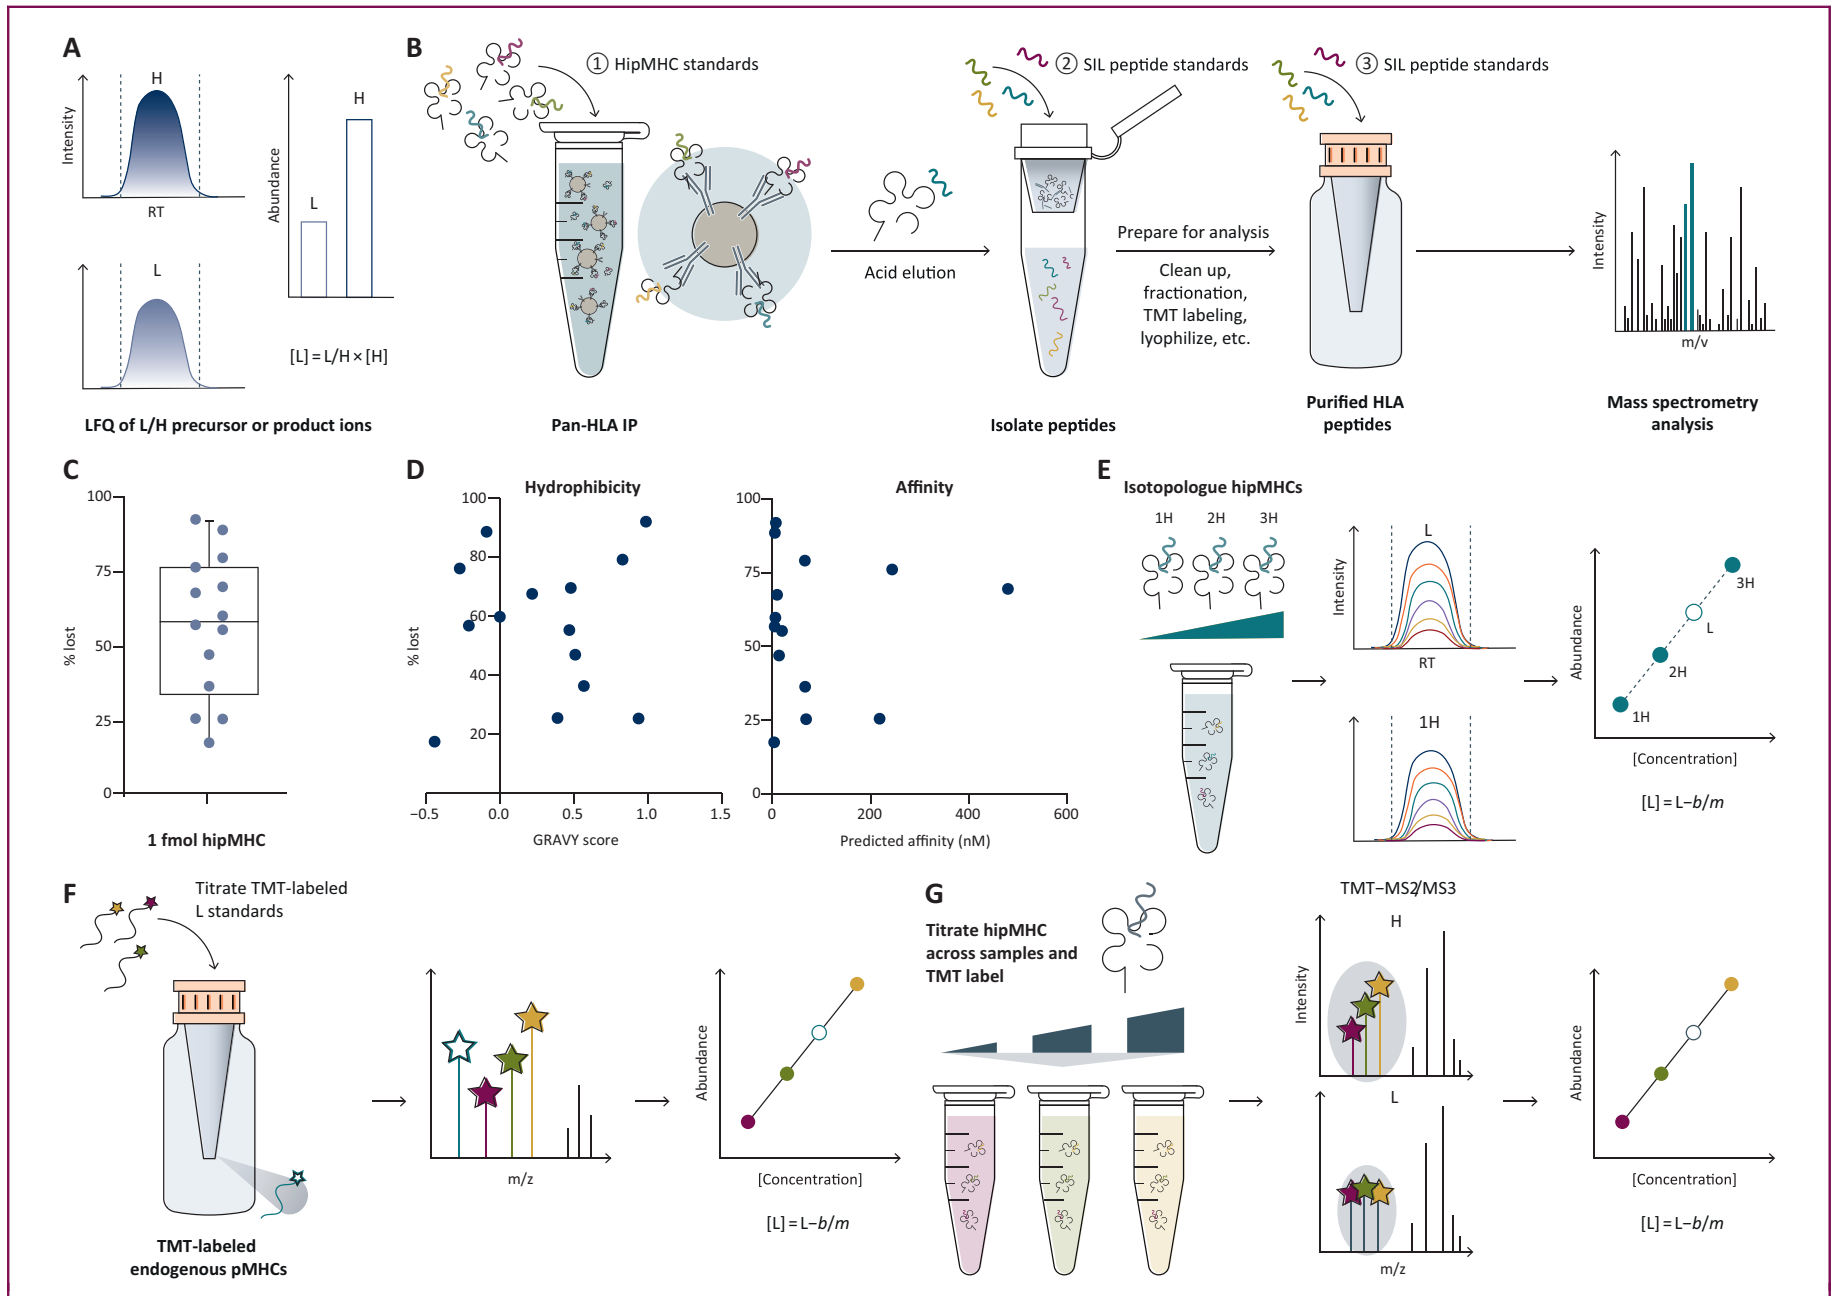 A
H
Intensity
RT
L
Abundance
L
H
[L] = L/H × [H]
LFQ of L/H precursor or product ions
B
1 HipMHC standards
Pan-HLA IP
Acid elution
2 SIL peptide standards
Isolate peptides
Prepare for analysis
Clean up,
fractionation,
TMT labeling,
lyophilize, etc.
3 SIL peptide standards
Purified HLA
peptides
Intensity
m/v
Mass spectrometry
analysis
C
% lost
100
75
50
25
0
1 fmol hipMHC
D
Hydrophibicity
% lost
100
80
60
40
20
−0.5
0.0
0.5
1.0
1.5
GRAVY score
Affinity
100
75
50
25
0
0
200
400
600
Predicted affinity (nM)
E
Isotopologue hipMHCs
1H
2H
3H
Intensity
L
RT
1H
Abundance
1H
2H
L
3H
[Concentration]
[L] = L−b/m
F
Titrate TMT-labeled
L standards
TMT-labeled
endogenous pMHCs
m/z
Abundance
[Concentration]
[L] = L−b/m
G
Titrate hipMHC
across samples and
TMT label
TMT−MS2/MS3
H
Intensity
L
m/z
Abundance
[Concentration]
[L] = L−b/m